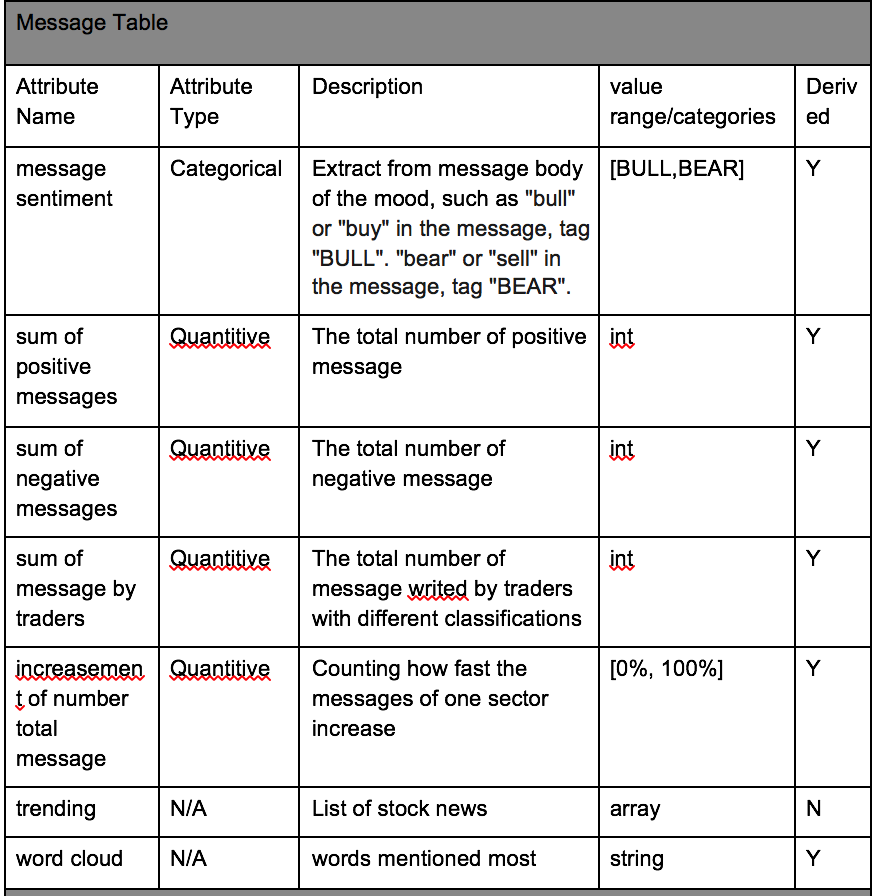 Message Table
Attribute
Name
Attribute
Type
Description
value
range/categories
Deriv
ed
message
sentiment
Categorical
Extract from message body
of the mood, such as "bull"
or "buy" in the message, tag
"BULL". "bear" or "sell" in
the message, tag "BEAR".
[BULL,BEAR]
Y
sum of
positive
messages
Quantitive
The total number of positive
message
int
Y
sum of
negative
messages
Quantitive
The total number of
negative message
int
Y
sum of
message by
traders
Quantitive
The total number of
message writed by traders
with different classifications
int
Y
increasemen
t of number
total
message
Quantitive
Counting how fast the
messages of one sector
increase
[0%, 100%]
Y
trending
N/A
List of stock news
array
N
word cloud
N/A
words mentioned most
string
Y